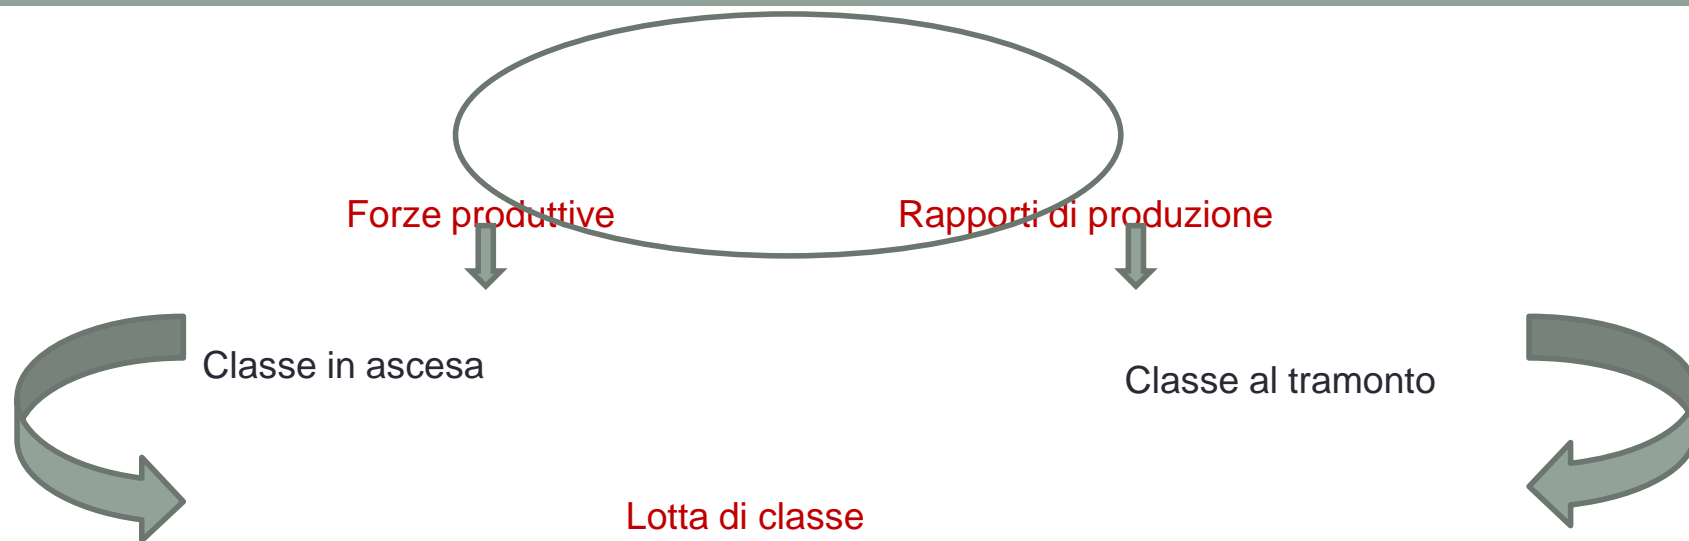 Forze produttive
Rapporti di produzione
Classe in ascesa
Classe al tramonto
Lotta di classe